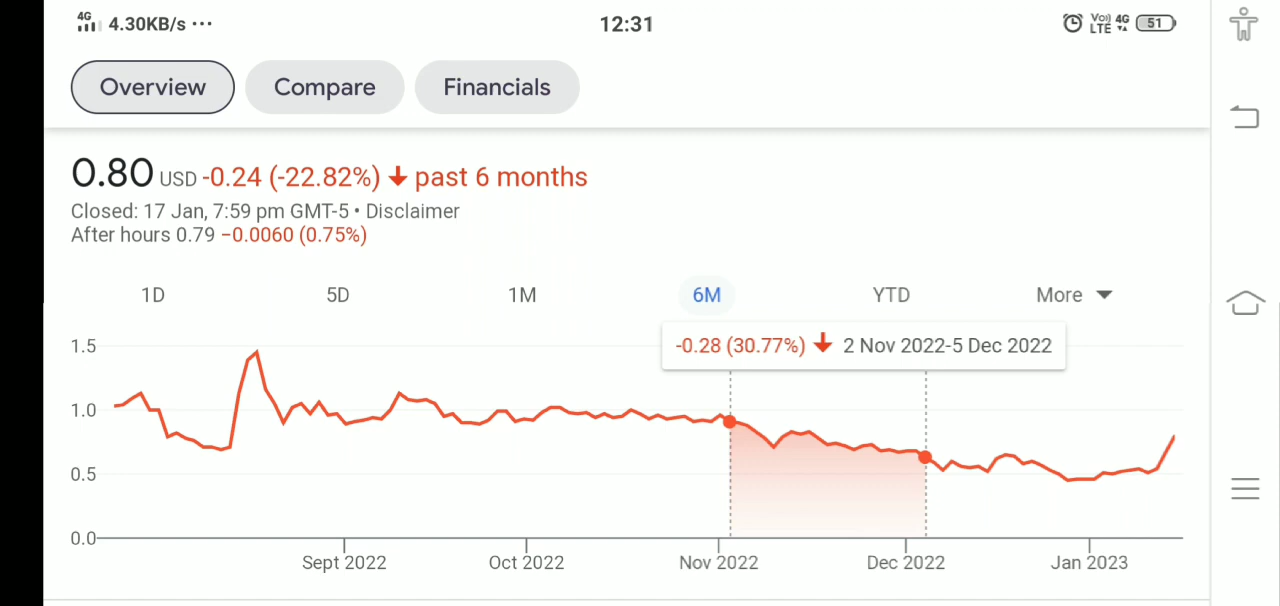 4G 4.30KB/s ··· 12:31 Vo)) LTE 4G 51
Overview Compare Financials
0.80 USD -0.24 (-22.82%) ↓ past 6 months
Closed: 17 Jan, 7:59 pm GMT-5 • Disclaimer
After hours 0.79 −0.0060 (0.75%)
1D 5D 1M 6M YTD More
-0.28 (30.77%) ↓ 2 Nov 2022-5 Dec 2022
1.5
1.0
0.5
0.0
Sept 2022 Oct 2022 Nov 2022 Dec 2022 Jan 2023